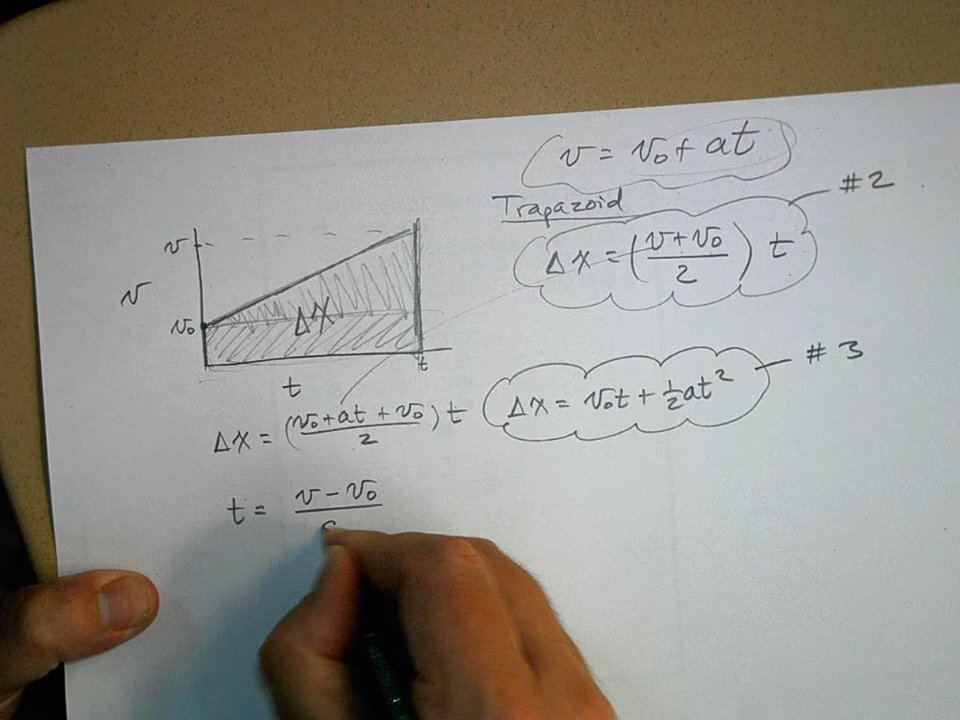 v = v₀ + at
Trapazoid
#2
Δx = (v + v₀ / 2) t
v
v
v₀
Δx
t
t
#3
Δx = v₀t + ½at²
Δx = (v₀ + at + v₀ / 2) t
t = v − v₀